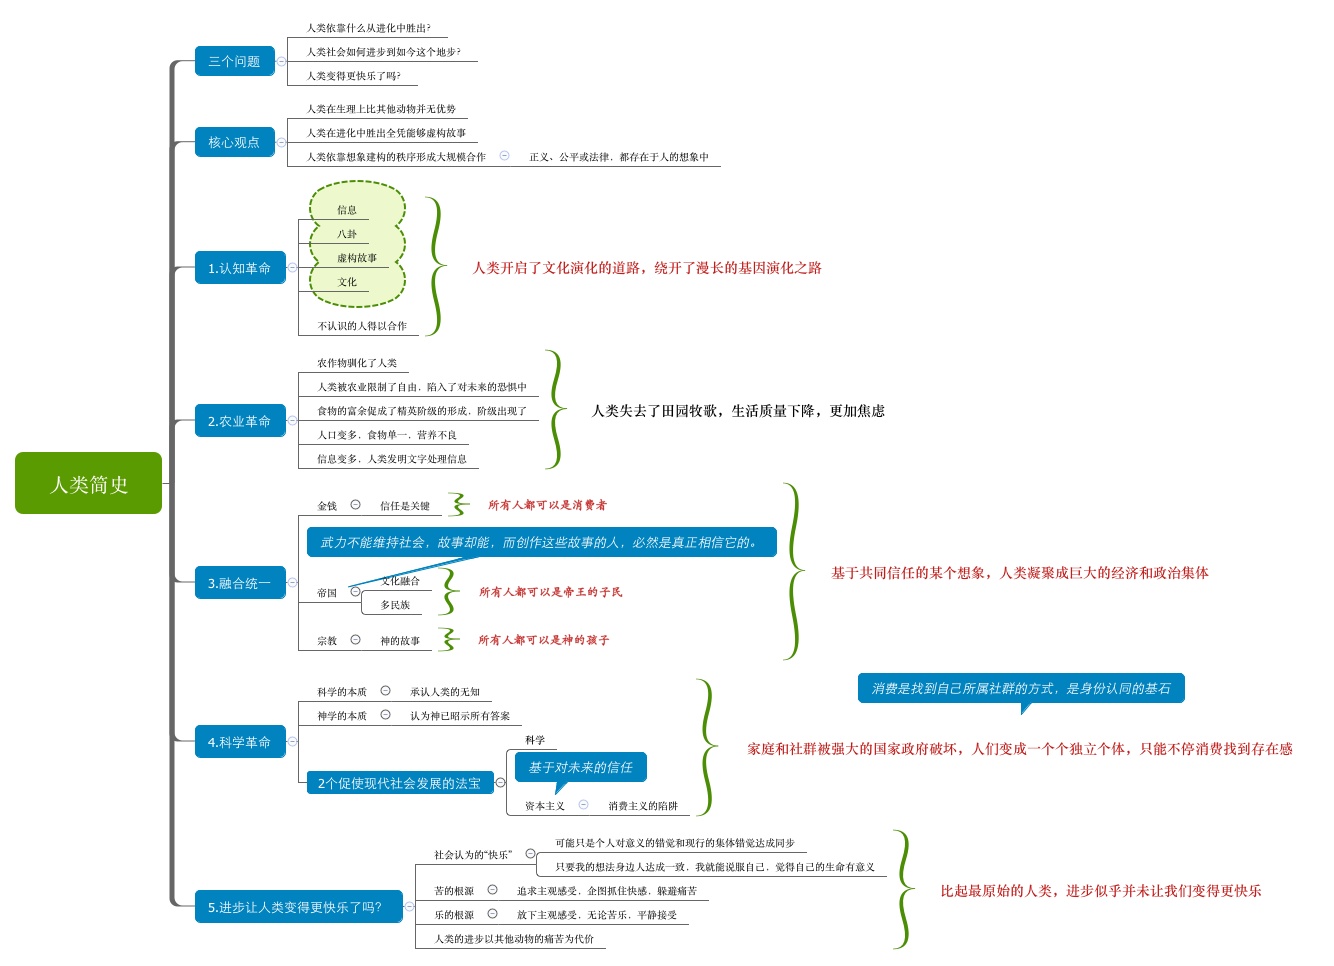 人类简史
三个问题
人类依靠什么从进化中胜出?
人类社会如何进步到如今这个地步?
人类变得更快乐了吗?
核心观点
人类在生理上比其他动物并无优势
人类在进化中胜出全凭能够虚构故事
人类依靠想象建构的秩序形成大规模合作
正义、公平或法律，都存在于人的想象中
1.认知革命
信息
八卦
虚构故事
文化
不认识的人得以合作
人类开启了文化演化的道路，绕开了漫长的基因演化之路
2.农业革命
农作物驯化了人类
人类被农业限制了自由，陷入了对未来的恐惧中
食物的富余促成了精英阶级的形成，阶级出现了
人口变多，食物单一，营养不良
信息变多，人类发明文字处理信息
人类失去了田园牧歌，生活质量下降，更加焦虑
3.融合统一
金钱
信任是关键
所有人都可以是消费者
武力不能维持社会，故事却能，而创作这些故事的人，必然是真正相信它的。
帝国
文化融合
多民族
所有人都可以是帝王的子民
宗教
神的故事
所有人都可以是神的孩子
基于共同信任的某个想象，人类凝聚成巨大的经济和政治集体
4.科学革命
科学的本质
承认人类的无知
神学的本质
认为神已昭示所有答案
2个促使现代社会发展的法宝
科学
基于对未来的信任
资本主义
消费主义的陷阱
消费是找到自己所属社群的方式，是身份认同的基石
家庭和社群被强大的国家政府破坏，人们变成一个个独立个体，只能不停消费找到存在感
5.进步让人类变得更快乐了吗?
社会认为的“快乐”
可能只是个人对意义的错觉和现行的集体错觉达成同步
只要我的想法身边人达成一致，我就能说服自己，觉得自己的生命有意义
苦的根源
追求主观感受，企图抓住快感，躲避痛苦
乐的根源
放下主观感受，无论苦乐，平静接受
人类的进步以其他动物的痛苦为代价
比起最原始的人类，进步似乎并未让我们变得更快乐